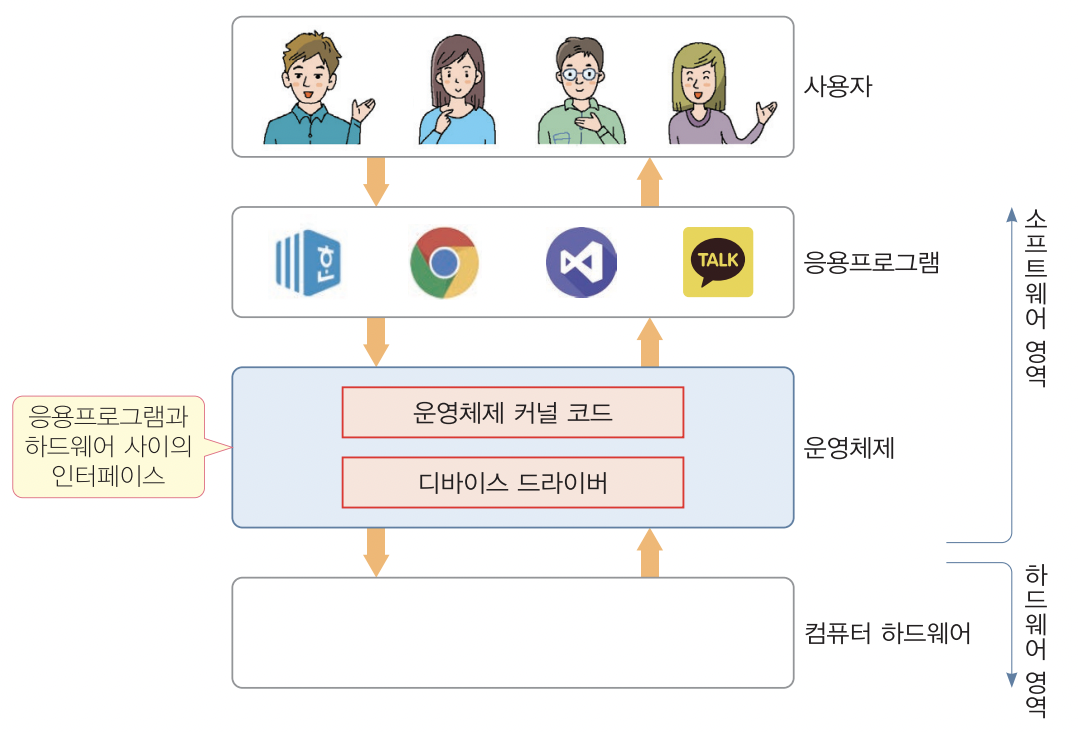 사용자
한
TALK
응용프로그램
소프트웨어 영역
운영체제 커널 코드
디바이스 드라이버
운영체제
응용프로그램과
하드웨어 사이의
인터페이스
컴퓨터 하드웨어
하드웨어 영역